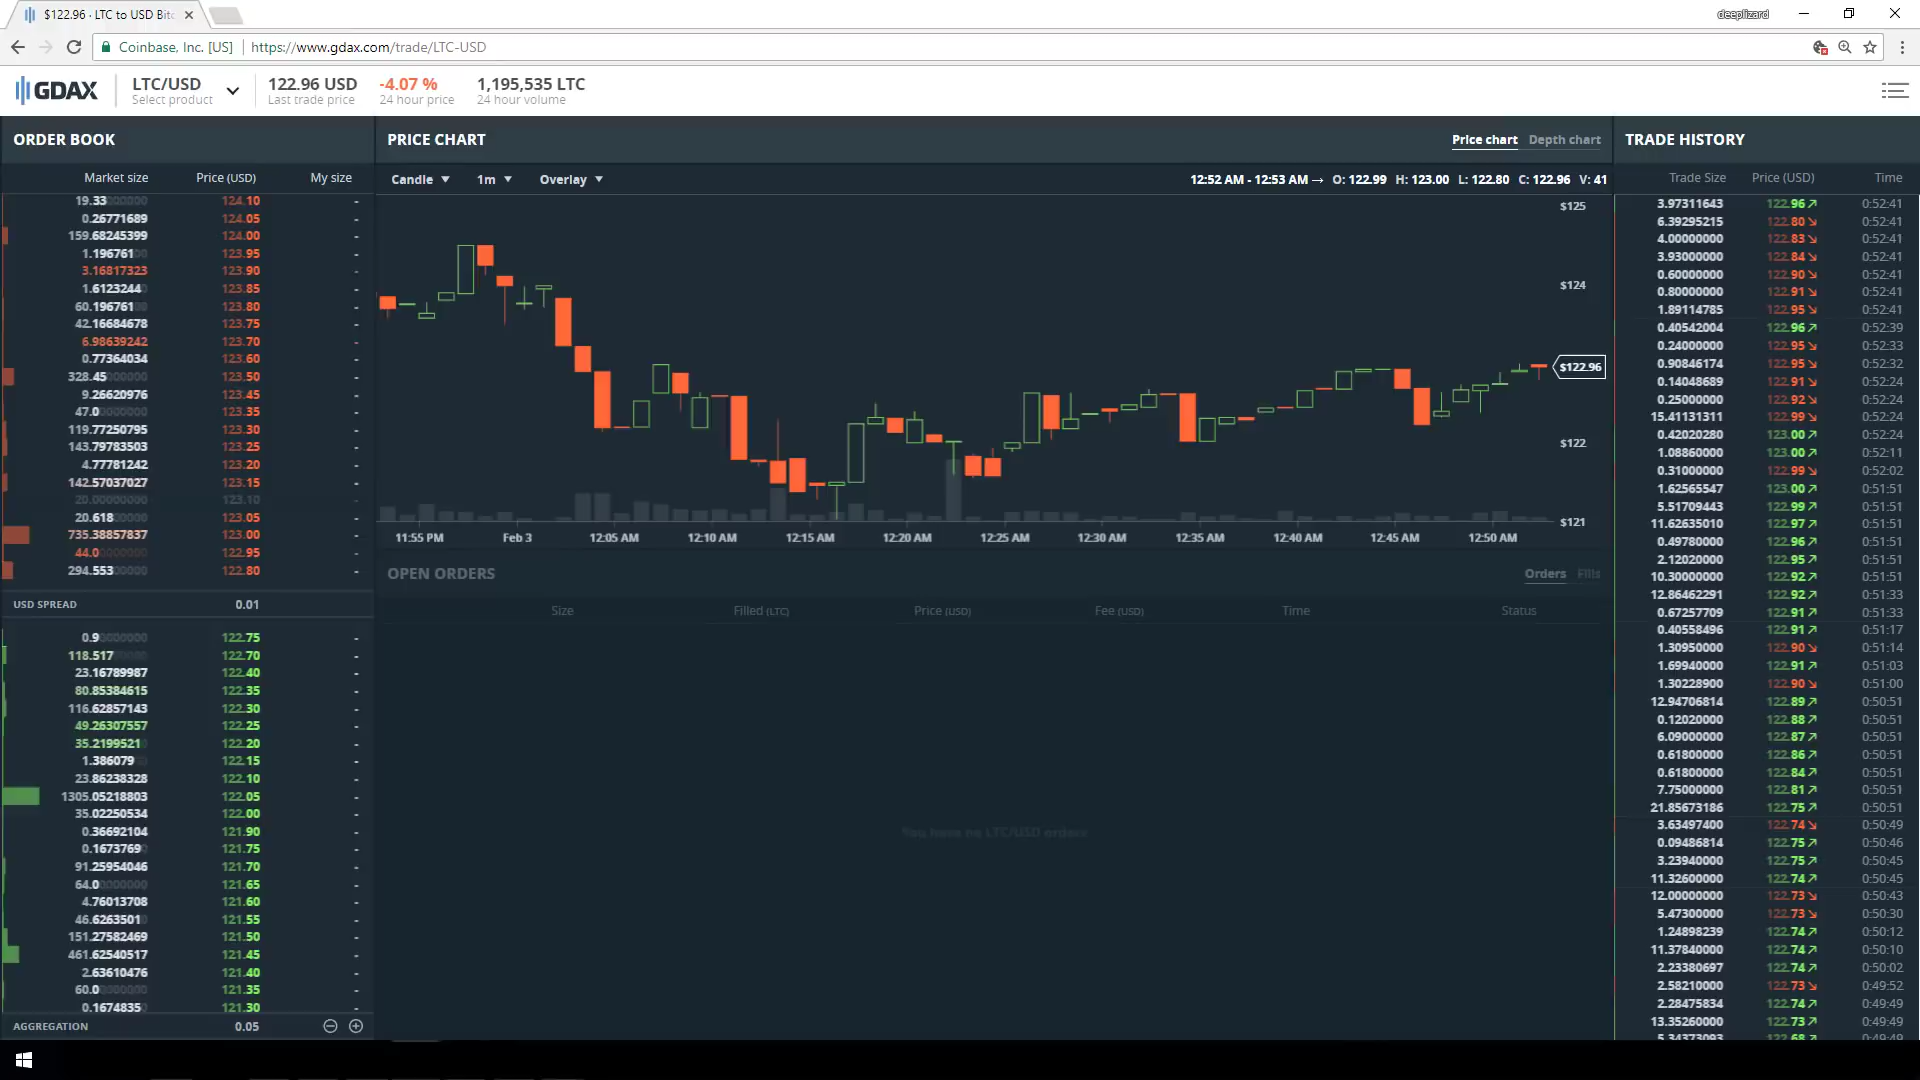 $122.96 · LTC to USD Bitc
deeplizard
Coinbase, Inc. [US]
https://www.gdax.com/trade/LTC-USD
GDAX
LTC/USD
Select product
122.96 USD
Last trade price
-4.07 %
24 hour price
1,195,535 LTC
24 hour volume
ORDER BOOK
Market size Price (USD) My size
19.33000000 124.10 -
0.26771689 124.05 -
159.68245399 124.00 -
1.19676100 123.95 -
3.16817323 123.90 -
1.61232440 123.85 -
60.19676100 123.80 -
42.16684678 123.75 -
6.98639242 123.70 -
0.77364034 123.60 -
328.45000000 123.50 -
9.26620976 123.45 -
47.00000000 123.35 -
119.77250795 123.30 -
143.79783503 123.25 -
4.77781242 123.20 -
142.57037027 123.15 -
20.00000000 123.10 -
20.61800000 123.05 -
735.38857837 123.00 -
44.00000000 122.95 -
294.55300000 122.80 -
USD SPREAD 0.01
0.90000000 122.75 -
118.51700000 122.70 -
23.16789987 122.40 -
80.85384615 122.35 -
116.62857143 122.30 -
49.26307557 122.25 -
35.21995210 122.20 -
1.38607900 122.15 -
23.86238328 122.10 -
1305.05218803 122.05 -
35.02250534 122.00 -
0.36692104 121.90 -
0.16737690 121.75 -
91.25954046 121.70 -
64.00000000 121.65 -
4.76013708 121.60 -
46.62635010 121.55 -
151.27582469 121.50 -
461.62540517 121.45 -
2.63610476 121.40 -
60.00000000 121.35 -
0.16748350 121.30 -
AGGREGATION 0.05
PRICE CHART
Price chart Depth chart
Candle 1m Overlay
12:52 AM - 12:53 AM → O: 122.99 H: 123.00 L: 122.80 C: 122.96 V: 41
$125
$124
$122.96
$122
$121
11:55 PM Feb 3 12:05 AM 12:10 AM 12:15 AM 12:20 AM 12:25 AM 12:30 AM 12:35 AM 12:40 AM 12:45 AM 12:50 AM
OPEN ORDERS
Orders Fills
Size Filled (LTC) Price (USD) Fee (USD) Time Status
You have no LTC/USD orders
TRADE HISTORY
Trade Size Price (USD) Time
3.97311643 122.96↗ 0:52:41
6.39295215 122.80↘ 0:52:41
4.00000000 122.83↘ 0:52:41
3.93000000 122.84↘ 0:52:41
0.60000000 122.90↘ 0:52:41
0.80000000 122.91↘ 0:52:41
1.89114785 122.95↘ 0:52:41
0.40542004 122.96↗ 0:52:39
0.24000000 122.95↘ 0:52:33
0.90846174 122.95↘ 0:52:32
0.14048689 122.91↘ 0:52:24
0.25000000 122.92↘ 0:52:24
15.41131311 122.99↘ 0:52:24
0.42020280 123.00↗ 0:52:24
1.08860000 123.00↗ 0:52:11
0.31000000 122.99↘ 0:52:02
1.62565547 123.00↗ 0:51:51
5.51709443 122.99↗ 0:51:51
11.62635010 122.97↗ 0:51:51
0.49780000 122.96↗ 0:51:51
2.12020000 122.95↗ 0:51:51
10.30000000 122.92↗ 0:51:51
12.86462291 122.92↗ 0:51:33
0.67257709 122.91↗ 0:51:33
0.40558496 122.91↗ 0:51:17
1.30950000 122.90↘ 0:51:14
1.69940000 122.91↗ 0:51:03
1.30228900 122.90↘ 0:51:00
12.94706814 122.89↗ 0:50:51
0.12020000 122.88↗ 0:50:51
6.09000000 122.87↗ 0:50:51
0.61800000 122.86↗ 0:50:51
0.61800000 122.84↗ 0:50:51
7.75000000 122.81↗ 0:50:51
21.85673186 122.75↗ 0:50:51
3.63497400 122.74↘ 0:50:49
0.09486814 122.75↗ 0:50:46
3.23940000 122.75↗ 0:50:45
11.32600000 122.74↗ 0:50:45
12.00000000 122.73↘ 0:50:43
5.47300000 122.73↘ 0:50:30
1.24898239 122.74↗ 0:50:12
11.37840000 122.74↗ 0:50:10
2.23380697 122.74↗ 0:50:02
2.58210000 122.73↘ 0:49:52
2.28475834 122.74↗ 0:49:49
13.35260000 122.73↗ 0:49:49
5.34373093 122.68↗ 0:49:49